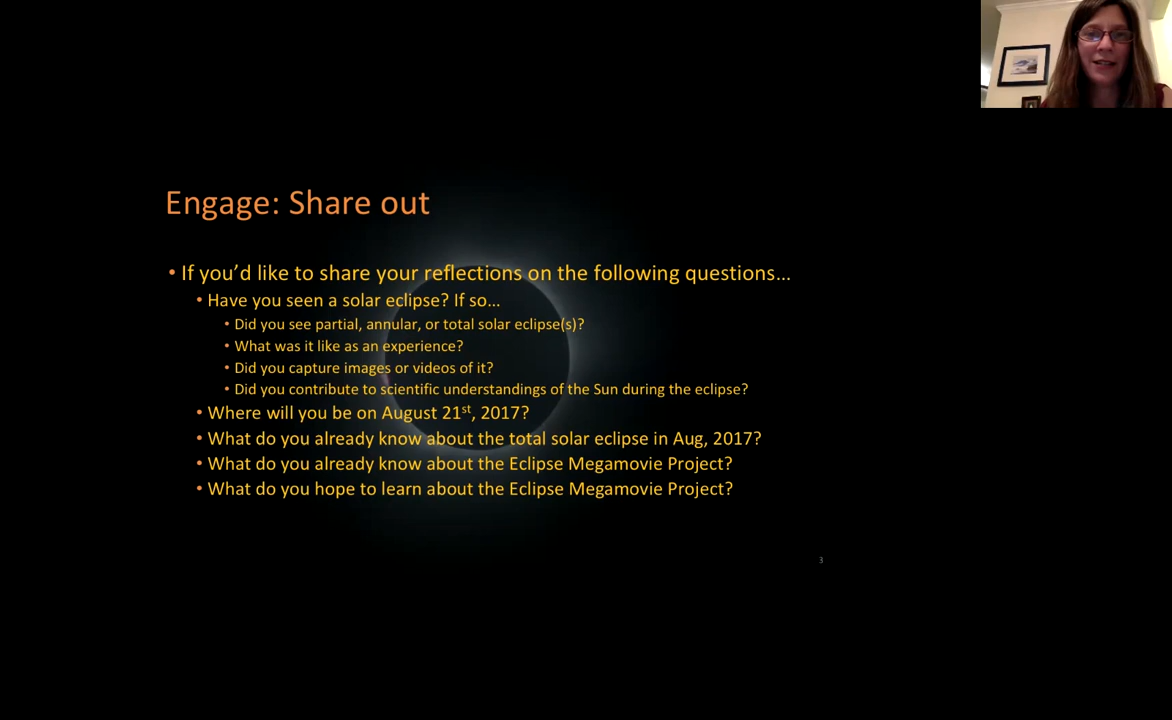 Engage: Share out
• If you’d like to share your reflections on the following questions…
• Have you seen a solar eclipse? If so…
• Did you see partial, annular, or total solar eclipse(s)?
• What was it like as an experience?
• Did you capture images or videos of it?
• Did you contribute to scientific understandings of the Sun during the eclipse?
• Where will you be on August 21st, 2017?
• What do you already know about the total solar eclipse in Aug, 2017?
• What do you already know about the Eclipse Megamovie Project?
• What do you hope to learn about the Eclipse Megamovie Project?
3